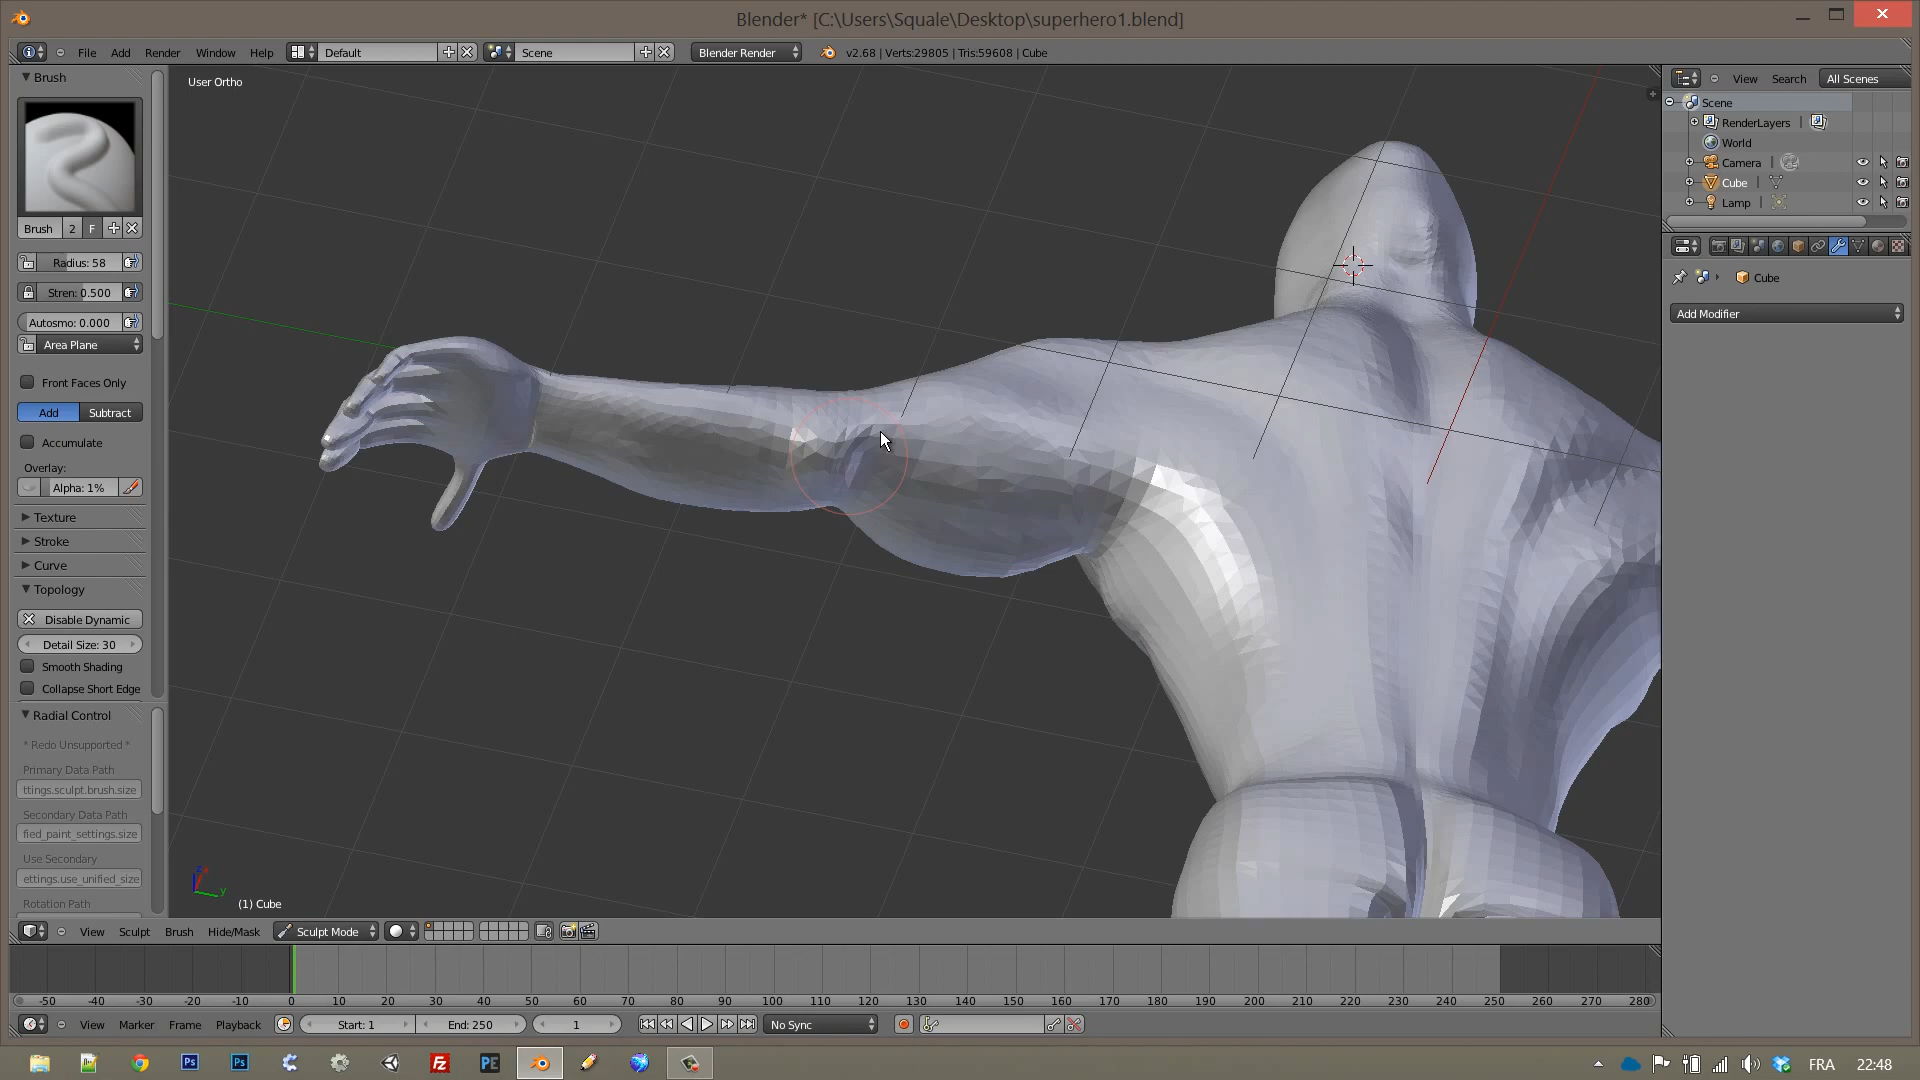 Blender* [C:\Users\Squale\Desktop\superhero1.blend]
File Add Render Window Help Default Scene Blender Render v2.68 | Verts:29805 | Tris:59608 | Cube
Brush
User Ortho
Brush 2 F
Radius: 58
Stren: 0.500
Autosmo: 0.000
Area Plane
Front Faces Only
Add Subtract
Accumulate
Overlay:
Alpha: 1%
Texture
Stroke
Curve
Topology
Disable Dynamic
Detail Size: 30
Smooth Shading
Collapse Short Edge
Radial Control
* Redo Unsupported *
Primary Data Path
ttings.sculpt.brush.size
Secondary Data Path
fied_paint_settings.size
Use Secondary
ettings.use_unified_size
Rotation Path
z y
(1) Cube
View Search All Scenes
Scene
RenderLayers |
World
Camera |
Cube |
Lamp |
Cube
Add Modifier
View Sculpt Brush Hide/Mask Sculpt Mode
-50 -40 -30 -20 -10 0 10 20 30 40 50 60 70 80 90 100 110 120 130 140 150 160 170 180 190 200 210 220 230 240 250 260 270 280
View Marker Frame Playback Start: 1 End: 250 1 No Sync
Ps Ps Fz PE FRA 22:48